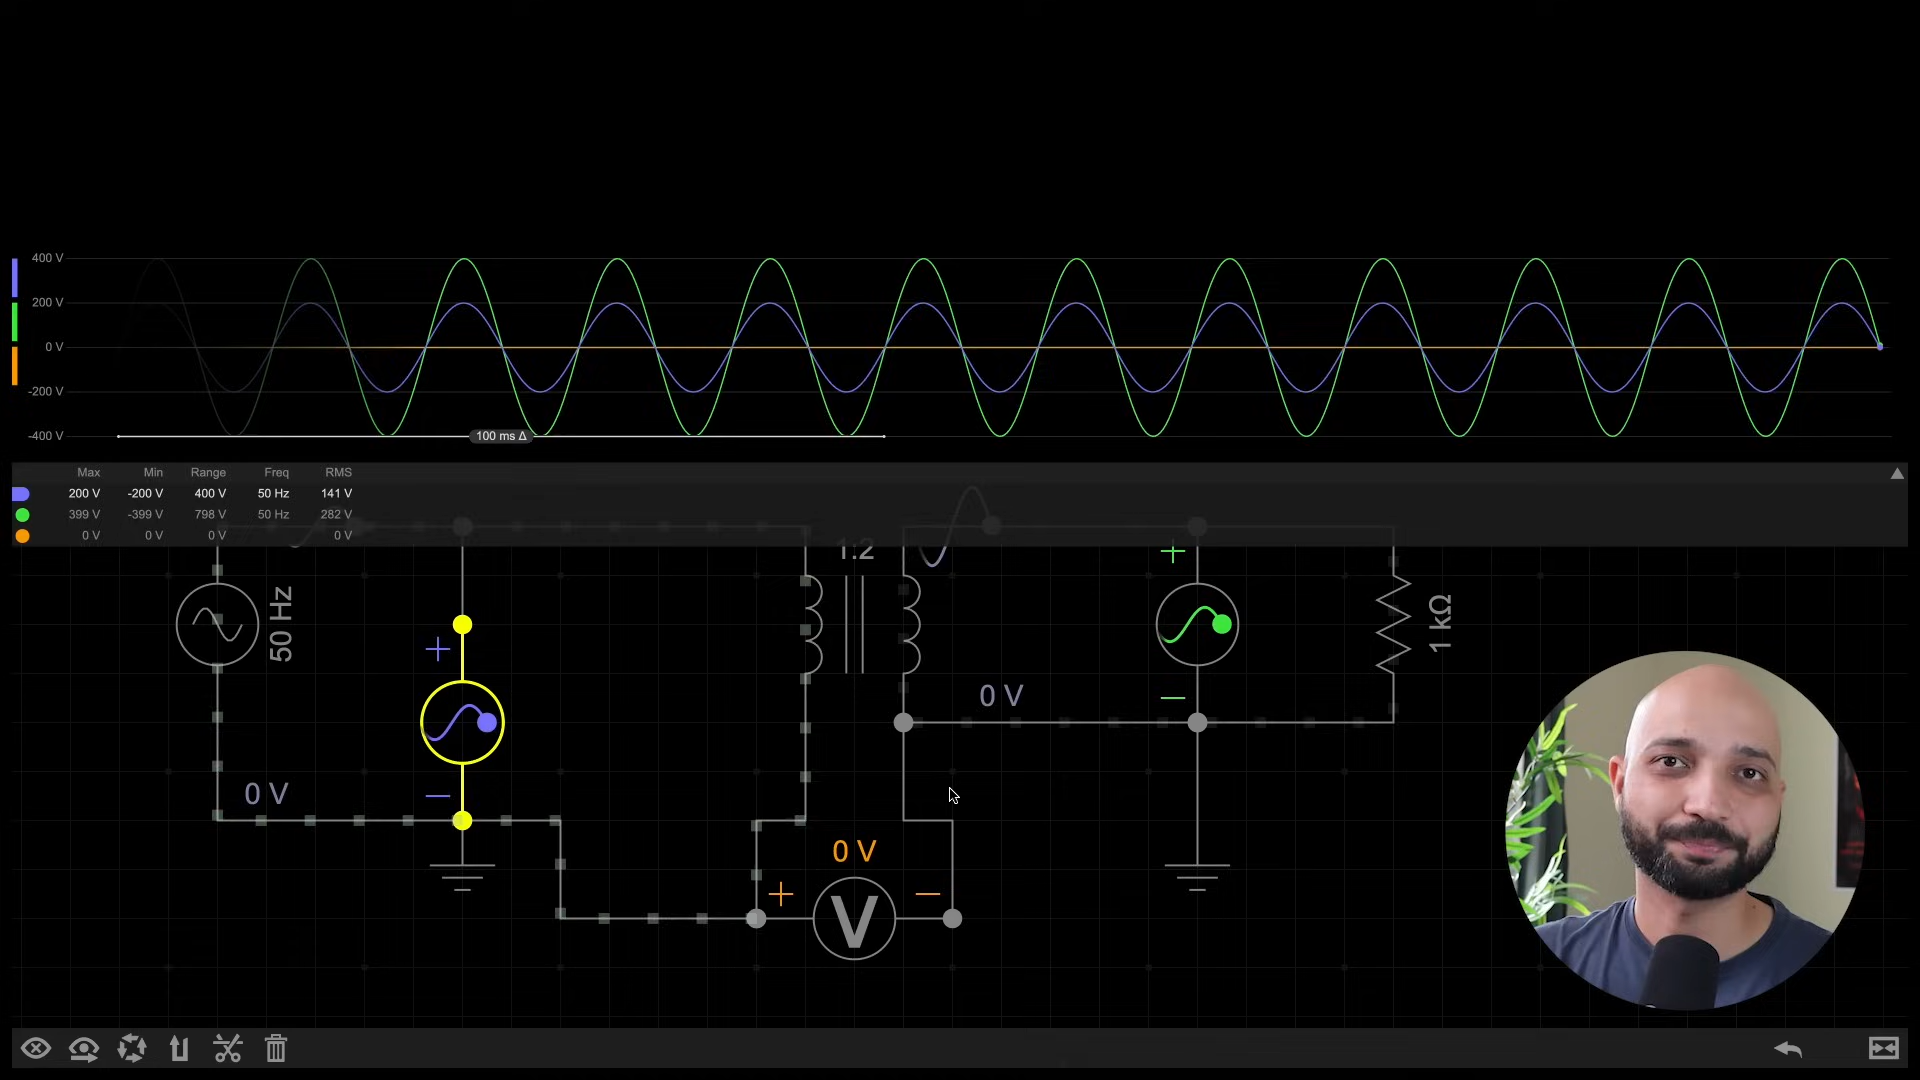 400 V
200 V
0 V
-200 V
-400 V
100 ms Δ
Max Min Range Freq RMS
200 V -200 V 400 V 50 Hz 141 V
399 V -399 V 798 V 50 Hz 282 V
0 V 0 V 0 V 0 V
1:2
+
50 Hz
1 kΩ
+
0 V
−
0 V
−
0 V
+
−
V